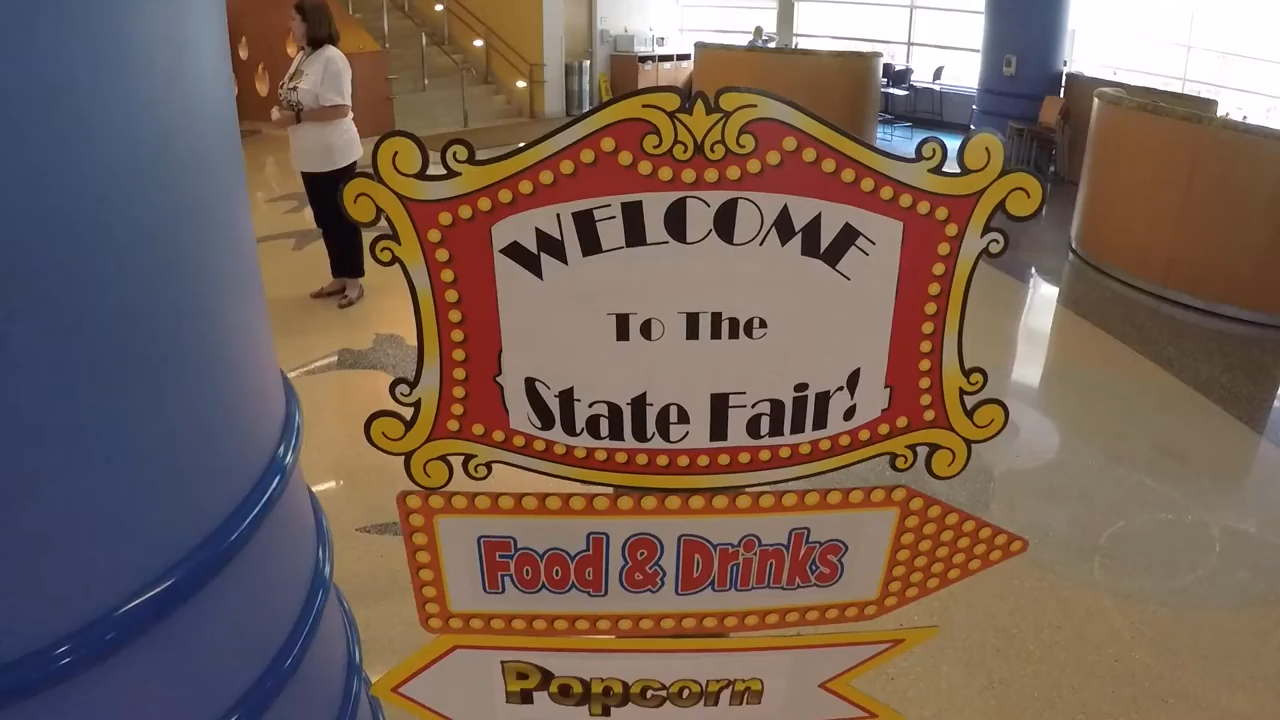 WELCOME
To The
State Fair!
Food & Drinks
Popcorn